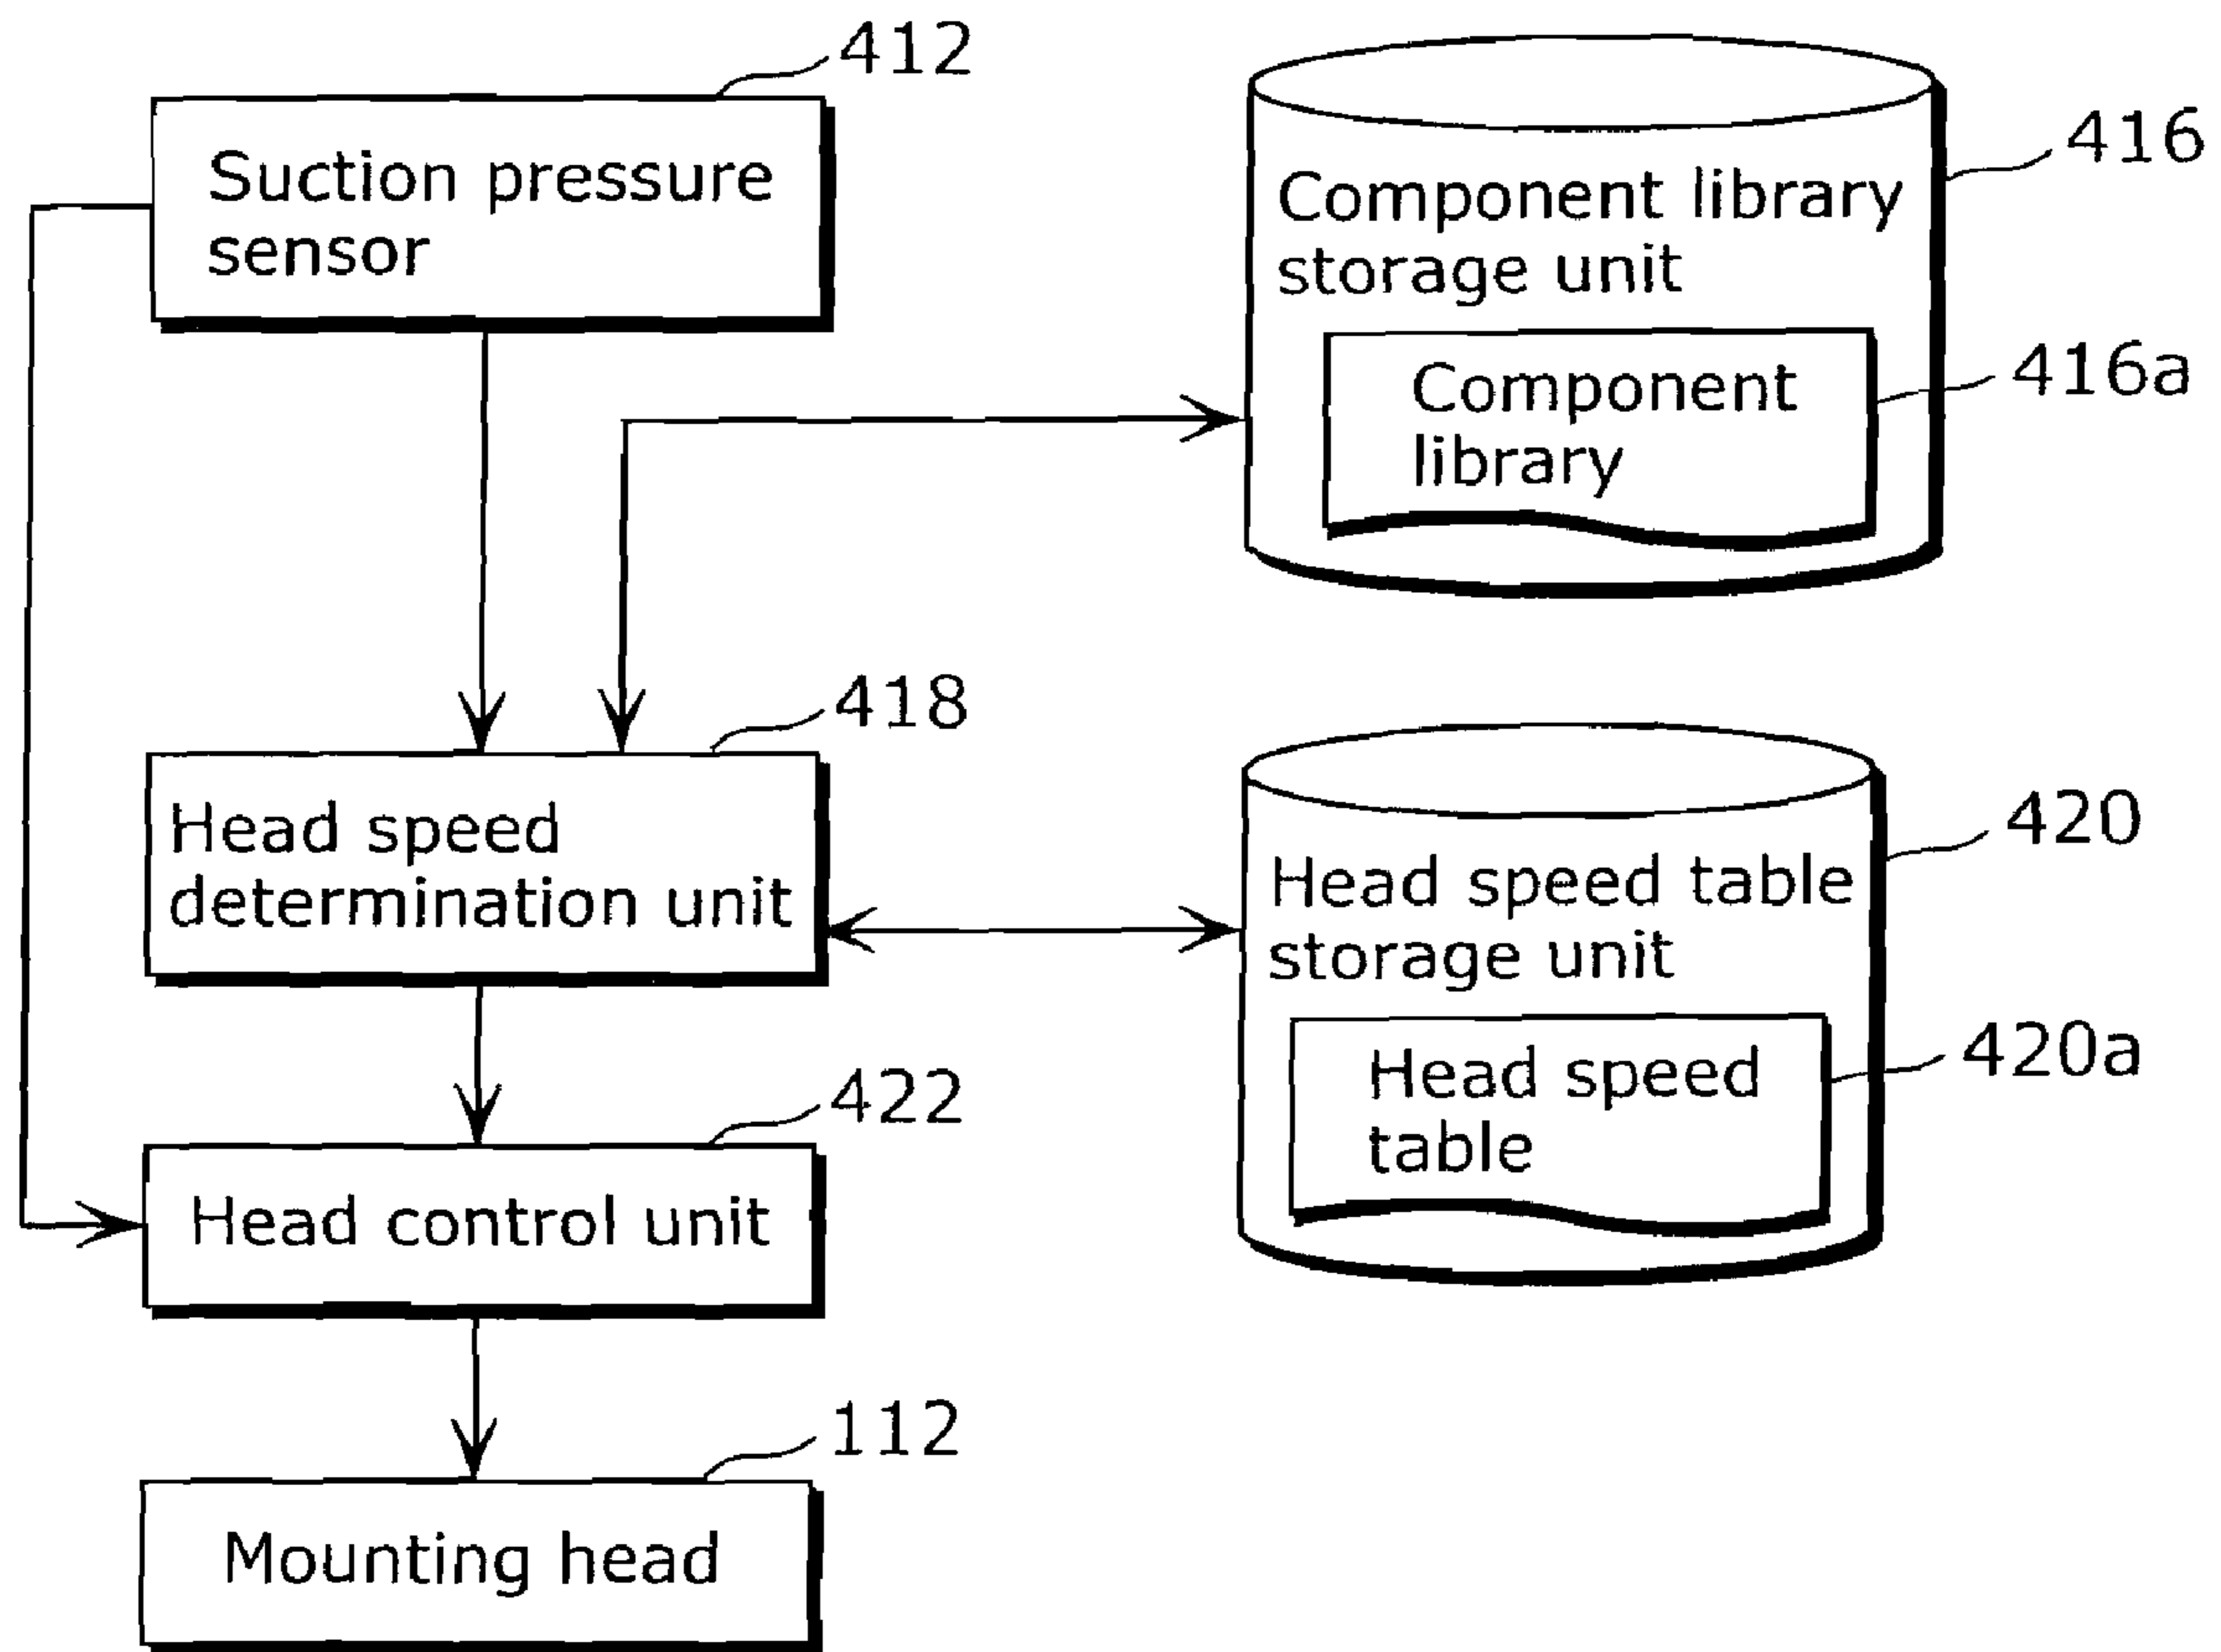 412
Suction pressure
sensor
416
Component library
storage unit
416a
Component
library
418
Head speed
determination unit
420
Head speed table
storage unit
420a
Head speed
table
422
Head control unit
112
Mounting head